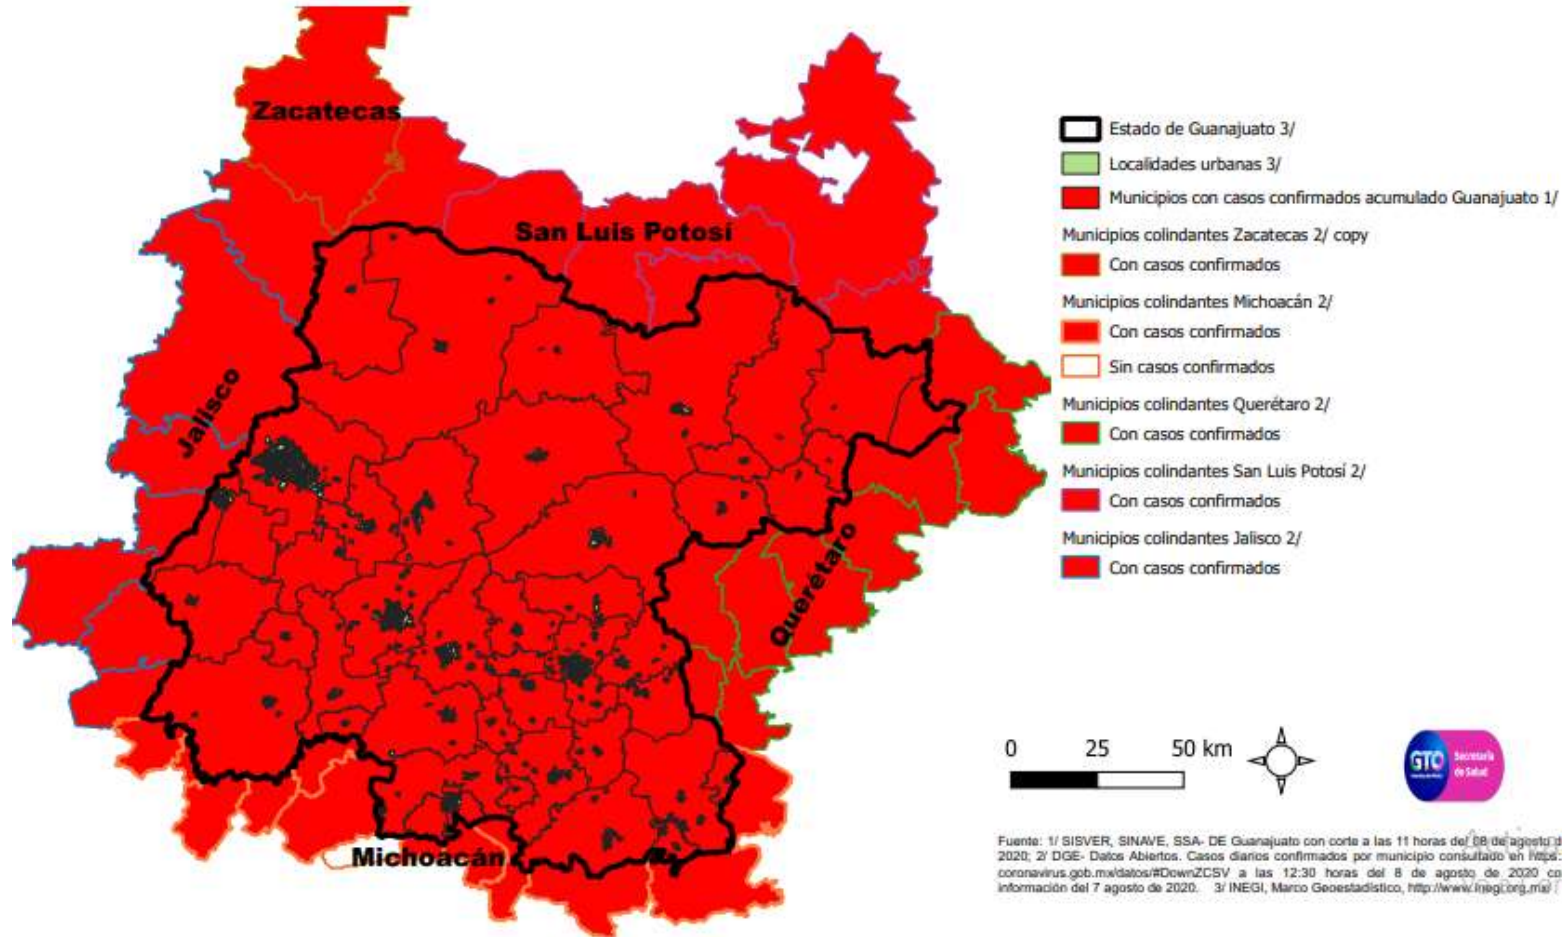 Zacatecas
San Luis Potosí
Jalisco
Querétaro
Michoacán
Estado de Guanajuato 3/
Localidades urbanas 3/
Municipios con casos confirmados acumulado Guanajuato 1/
Municipios colindantes Zacatecas 2/ copy
Con casos confirmados
Municipios colindantes Michoacán 2/
Con casos confirmados
Sin casos confirmados
Municipios colindantes Querétaro 2/
Con casos confirmados
Municipios colindantes San Luis Potosí 2/
Con casos confirmados
Municipios colindantes Jalisco 2/
Con casos confirmados
0 25 50 km
GTO
Secretaría
de Salud
Fuente: 1/ SISVER, SINAVE, SSA- DE Guanajuato con corte a las 11 horas del 08 de agosto d
2020; 2/ DGE- Datos Abiertos. Casos diarios confirmados por municipio consultado en https:
coronavirus.gob.mx/datos/#DownZCSV a las 12:30 horas del 8 de agosto de 2020 co
información del 7 agosto de 2020. 3/ INEGI, Marco Geoestadístico, http://www.inegi.org.mx/
Activa